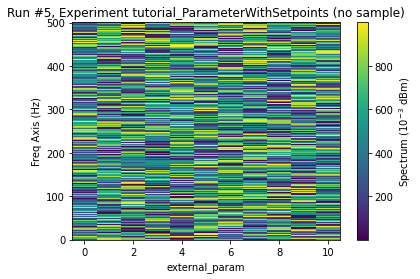 Run #5, Experiment tutorial_ParameterWithSetpoints (no sample)
500
400
300
200
100
0
Freq Axis (Hz)
0 2 4 6 8 10
external_param
800
600
400
200
Spectrum (10⁻³ dBm)